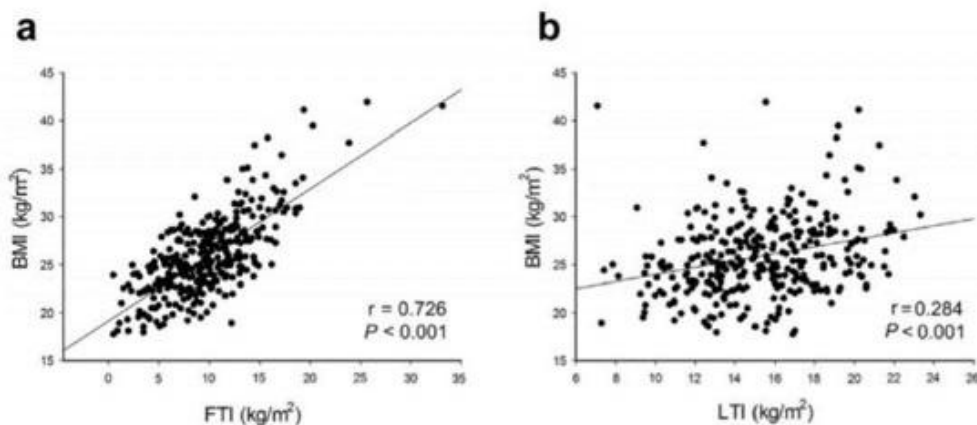 a
BMI (kg/m²)
45
40
35
30
25
20
15
r = 0.726
P < 0.001
0 5 10 15 20 25 30 35
FTI (kg/m²)
b
BMI (kg/m²)
45
40
35
30
25
20
15
r=0.284
P < 0.001
6 8 10 12 14 16 18 20 22 24 26
LTI (kg/m²)